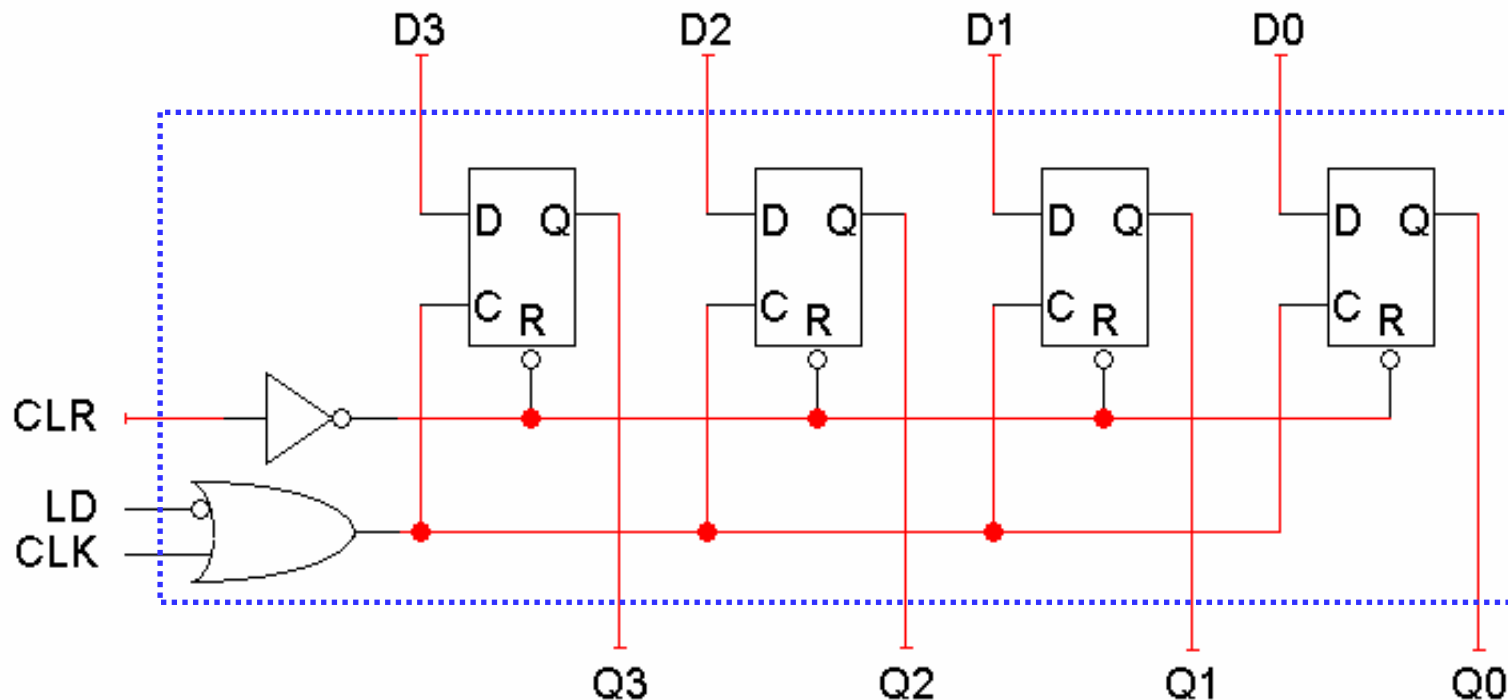 D3 D2 D1 D0
D Q D Q D Q D Q
C R C R C R C R
CLR
LD
CLK
Q3 Q2 Q1 Q0